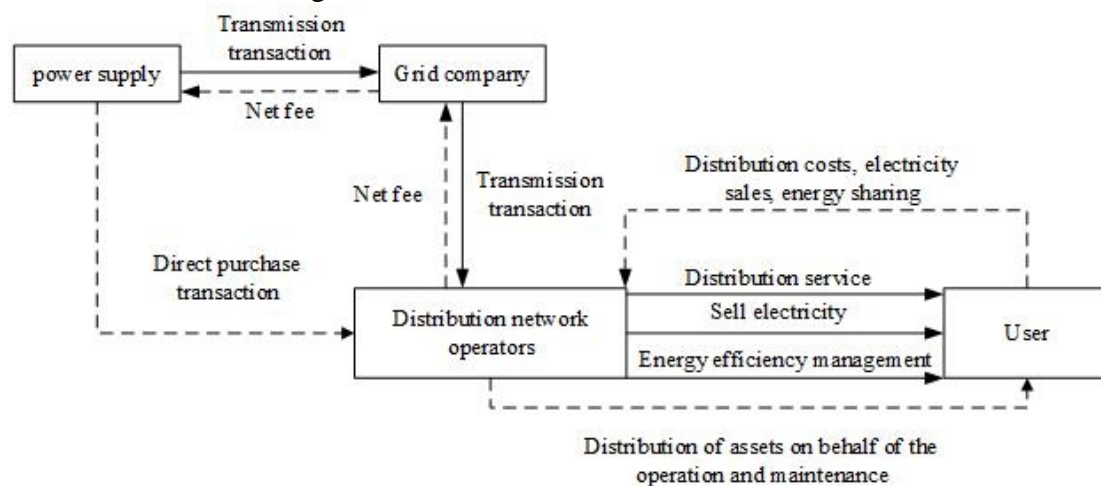 Transmission
transaction
power supply
Grid company
Net fee
Distribution costs, electricity
sales, energy sharing
Net fee
Transmission
transaction
Direct purchase
transaction
Distribution service
Sell electricity
Distribution network
operators
User
Energy efficiency management
Distribution of assets on behalf of the
operation and maintenance